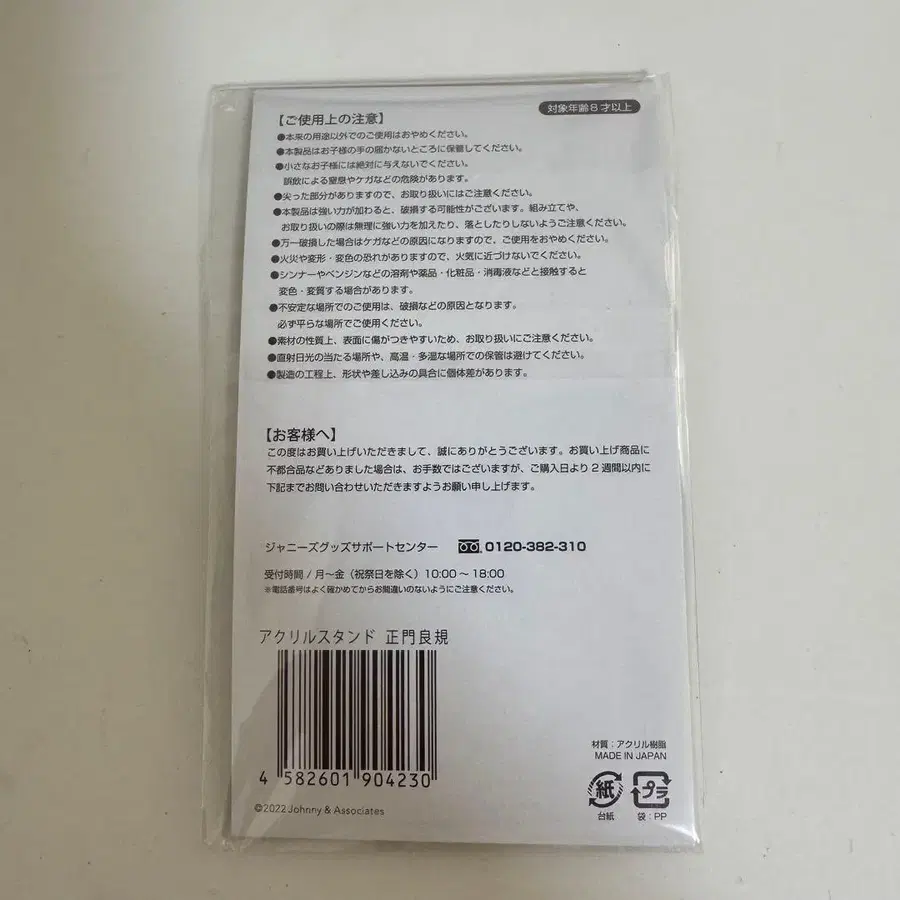 【ご使用上の注意】
対象年齢8才以上
●本来の用途以外でのご使用はおやめください。
●本製品はお子様の手の届かないところに保管してください。
●小さなお子様には絶対に与えないでください。
誤飲による窒息やケガなどの危険があります。
●尖った部分がありますので、お取り扱いにはご注意ください。
●本製品は強い力が加わると、破損する可能性がございます。組み立てや、
お取り扱いの際は無理に強い力を加えたり、落としたりしないようご注意ください。
●万一破損した場合はケガなどの原因になりますので、ご使用をおやめください。
●火災や変形・変色の恐れがありますので、火気に近づけないでください。
●シンナーやベンジンなどの溶剤や薬品・化粧品・消毒液などと接触すると
変色・変質する場合があります。
●不安定な場所でのご使用は、破損などの原因となります。
必ず平らな場所でご使用ください。
●素材の性質上、表面に傷がつきやすいため、お取り扱いにご注意ください。
●直射日光の当たる場所や、高温・多湿な場所での保管は避けてください。
●製造の工程上、形状や差し込みの具合に個体差があります。
【お客様へ】
この度はお買い上げいただきまして、誠にありがとうございます。お買い上げ商品に
不都合品などありました場合は、お手数ではございますが、ご購入日より2週間以内に
下記までお問い合わせいただきますようお願い申し上げます。
ジャニーズグッズサポートセンター 0120-382-310
受付時間 / 月〜金（祝祭日を除く）10:00 〜 18:00
※電話番号はよく確かめてからお間違いのないようにご注意ください。
アクリルスタンド 正門良規
4 582601 904230
©2022 Johnny & Associates
材質：アクリル樹脂
MADE IN JAPAN
紙 プラ
台紙 袋：PP